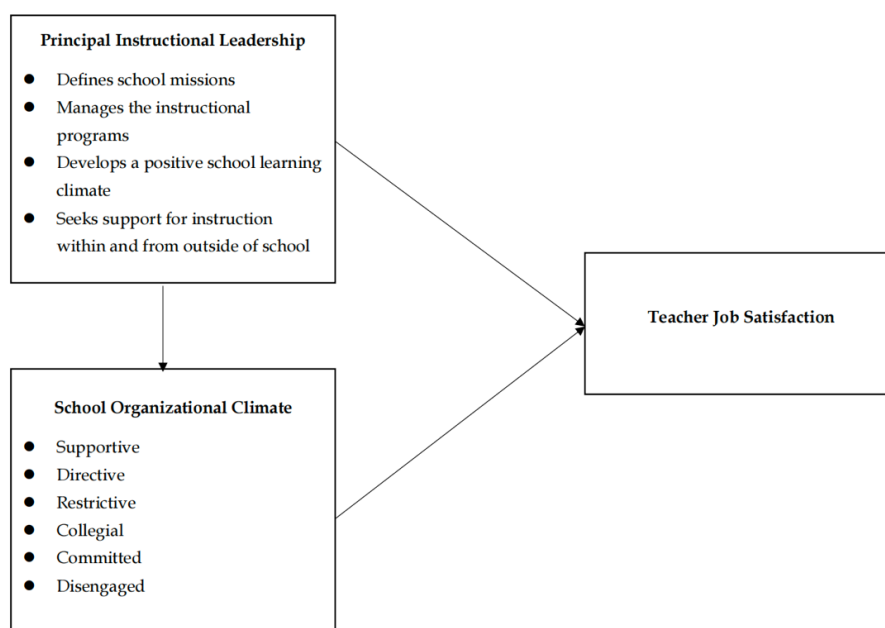 Principal Instructional Leadership
● Defines school missions
● Manages the instructional
programs
● Develops a positive school learning
climate
● Seeks support for instruction
within and from outside of school
Teacher Job Satisfaction
School Organizational Climate
● Supportive
● Directive
● Restrictive
● Collegial
● Committed
● Disengaged